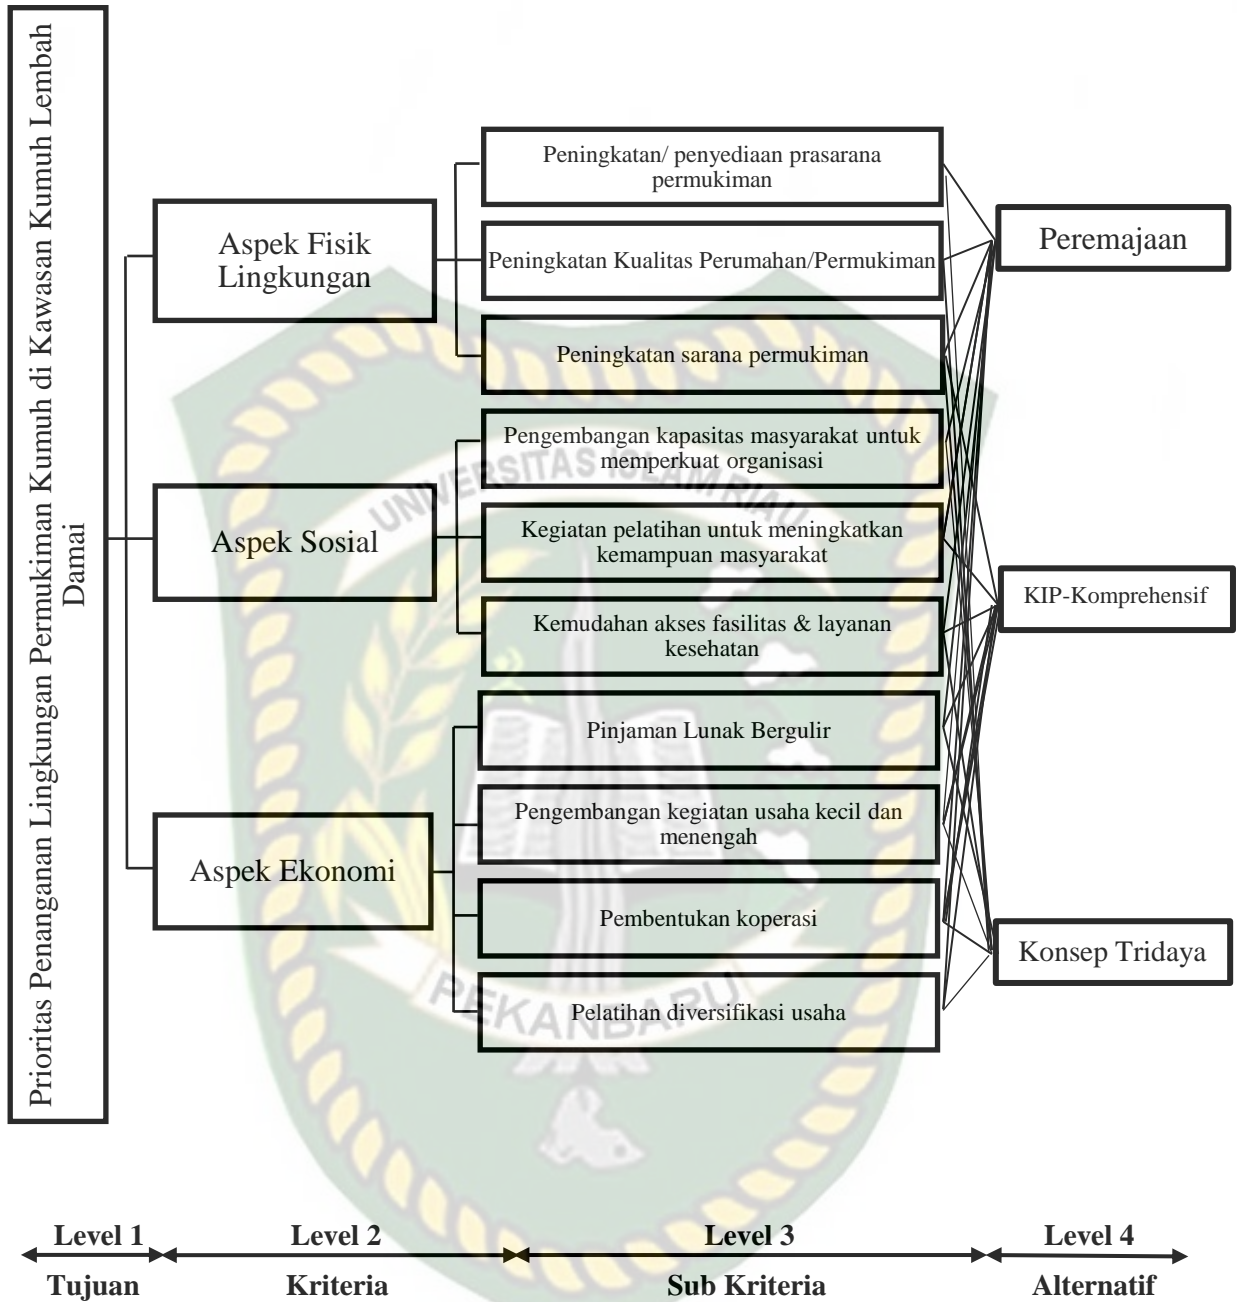 Prioritas Penanganan Lingkungan Permukiman Kumuh di Kawasan Kumuh Lembah
Damai
Aspek Fisik
Lingkungan
Aspek Sosial
Aspek Ekonomi
Peningkatan/ penyediaan prasarana
permukiman
Peningkatan Kualitas Perumahan/Permukiman
Peningkatan sarana permukiman
Pengembangan kapasitas masyarakat untuk
memperkuat organisasi
Kegiatan pelatihan untuk meningkatkan
kemampuan masyarakat
Kemudahan akses fasilitas & layanan
kesehatan
Pinjaman Lunak Bergulir
Pengembangan kegiatan usaha kecil dan
menengah
Pembentukan koperasi
Pelatihan diversifikasi usaha
Peremajaan
KIP-Komprehensif
Konsep Tridaya
UNIVERSITAS ISLAM RIAU
PEKANBARU
Level 1 Level 2 Level 3 Level 4
Tujuan Kriteria Sub Kriteria Alternatif